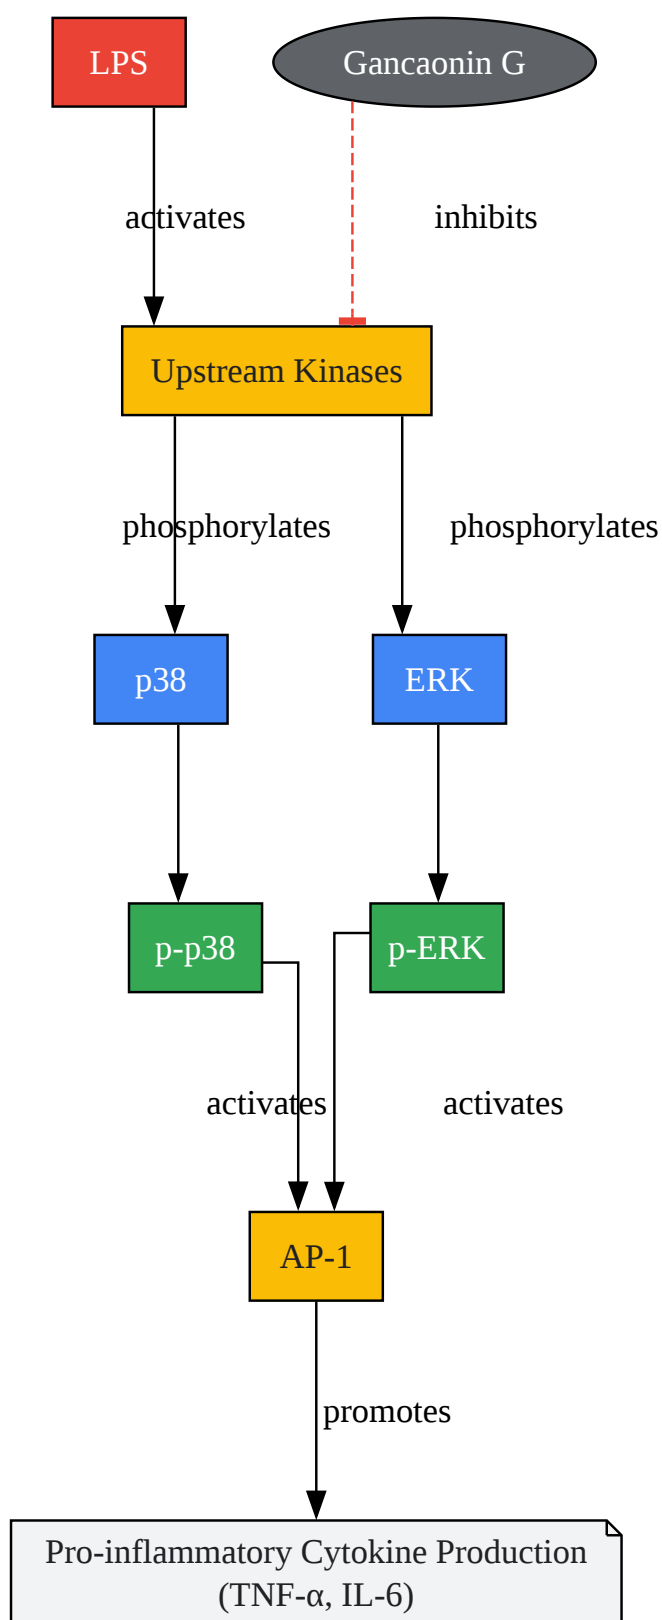 LPS
Gancaonin G
activates
inhibits
Upstream Kinases
phosphorylates
phosphorylates
p38
ERK
p-p38
p-ERK
activates
activates
AP-1
promotes
Pro-inflammatory Cytokine Production
(TNF-α, IL-6)